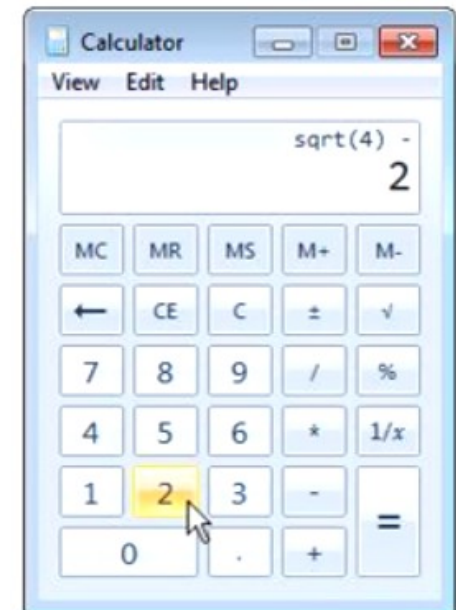 Calculator
View Edit Help
sqrt(4) -
2
MC MR MS M+ M-
← CE C ± √
7 8 9 / %
4 5 6 * 1/x
1 2 3 - =
0 . +